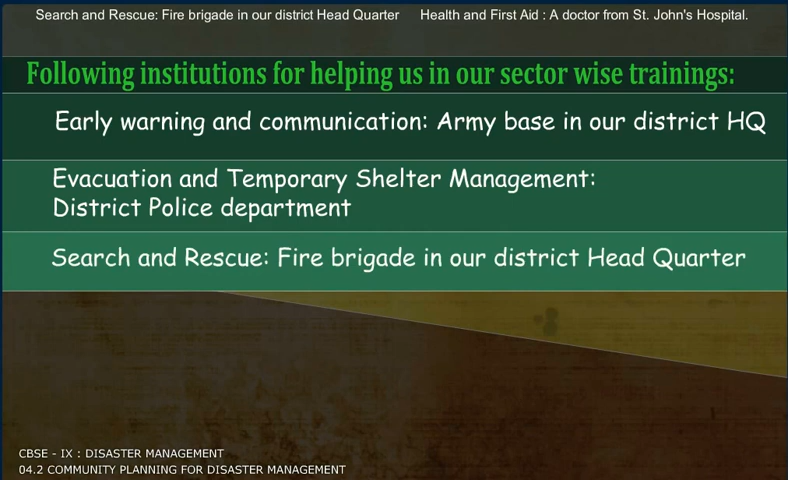 Search and Rescue: Fire brigade in our district Head Quarter Health and First Aid : A doctor from St. John's Hospital.
Following institutions for helping us in our sector wise trainings:
Early warning and communication: Army base in our district HQ
Evacuation and Temporary Shelter Management:
District Police department
Search and Rescue: Fire brigade in our district Head Quarter
CBSE - IX : DISASTER MANAGEMENT
04.2 COMMUNITY PLANNING FOR DISASTER MANAGEMENT